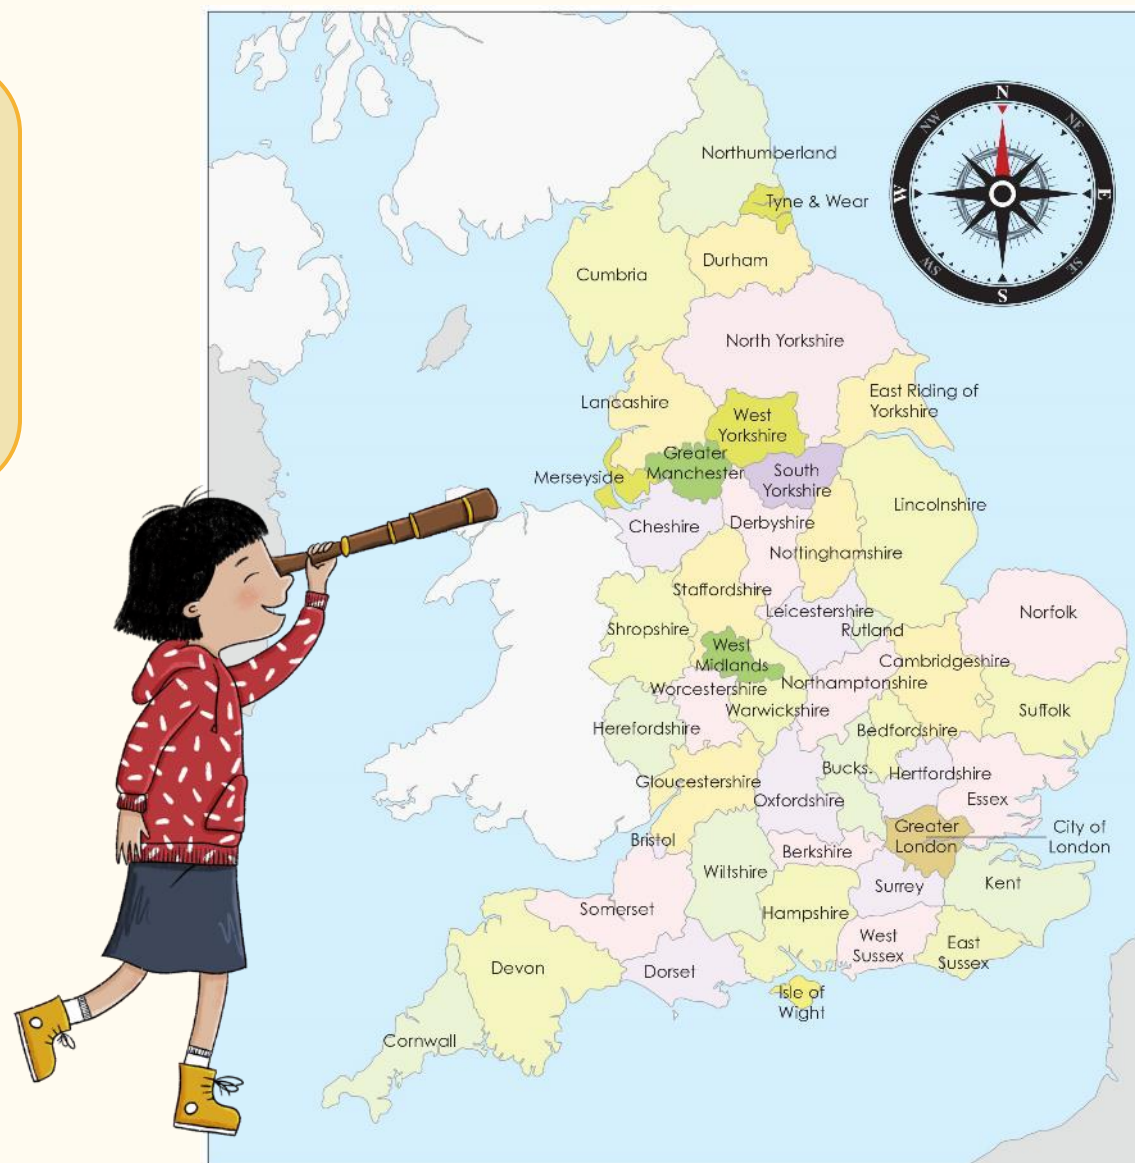 Northumberland
N
NE
E
SE
S
SW
W
NW
Tyne & Wear
Durham
Cumbria
North Yorkshire
East Riding of
Yorkshire
Lancashire
West
Yorkshire
Greater
Manchester
Merseyside
South
Yorkshire
Lincolnshire
Cheshire
Derbyshire
Nottinghamshire
Staffordshire
Leicestershire
Rutland
Norfolk
Shropshire
West
Midlands
Cambridgeshire
Worcestershire
Northamptonshire
Warwickshire
Suffolk
Herefordshire
Bedfordshire
Bucks.
Hertfordshire
Gloucestershire
Oxfordshire
Essex
Greater
London
City of
London
Bristol
Berkshire
Wiltshire
Surrey
Kent
Somerset
Hampshire
West
Sussex
East
Sussex
Devon
Dorset
Isle of
Wight
Cornwall